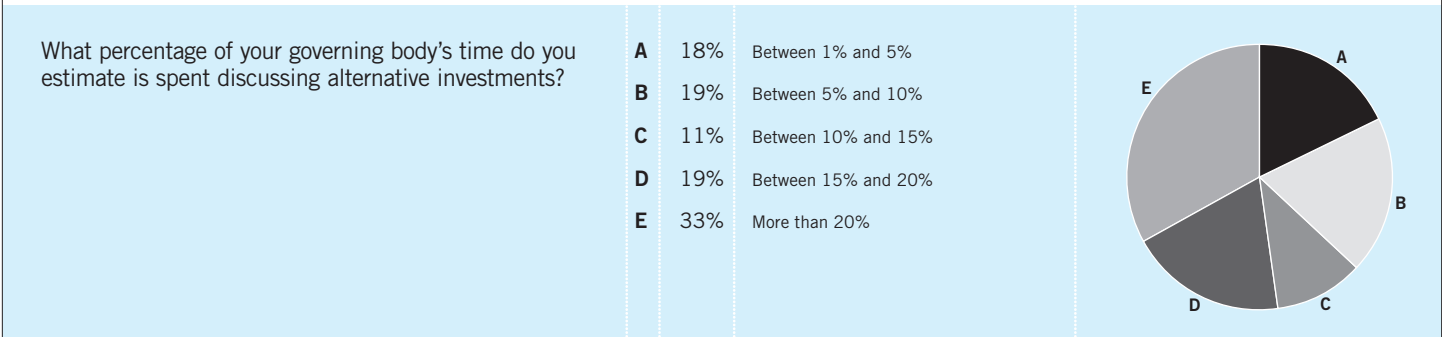 What percentage of your governing body's time do you
estimate is spent discussing alternative investments?
A 18% Between 1% and 5%
B 19% Between 5% and 10%
C 11% Between 10% and 15%
D 19% Between 15% and 20%
E 33% More than 20%
A
E
B
D
C